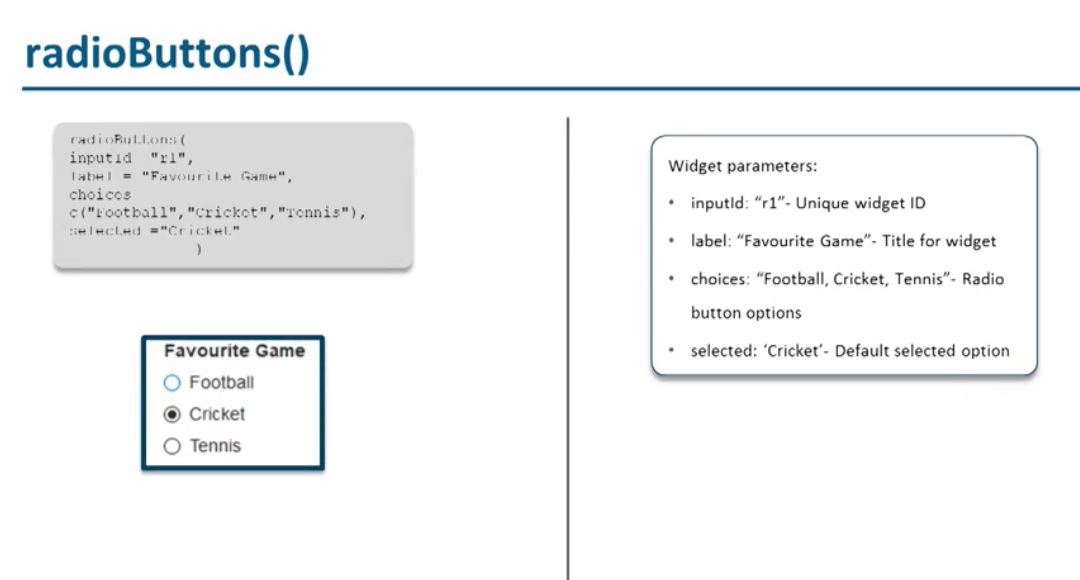 radioButtons()
radioButtons(
inputId "r1",
label = "Favourite Game",
choices
c("Football","Cricket","Tennis"),
selected ="Cricket"
)
Favourite Game
Football
Cricket
Tennis
Widget parameters:
• inputId: “r1”- Unique widget ID
• label: “Favourite Game”- Title for widget
• choices: “Football, Cricket, Tennis”- Radio
button options
• selected: ‘Cricket’- Default selected option